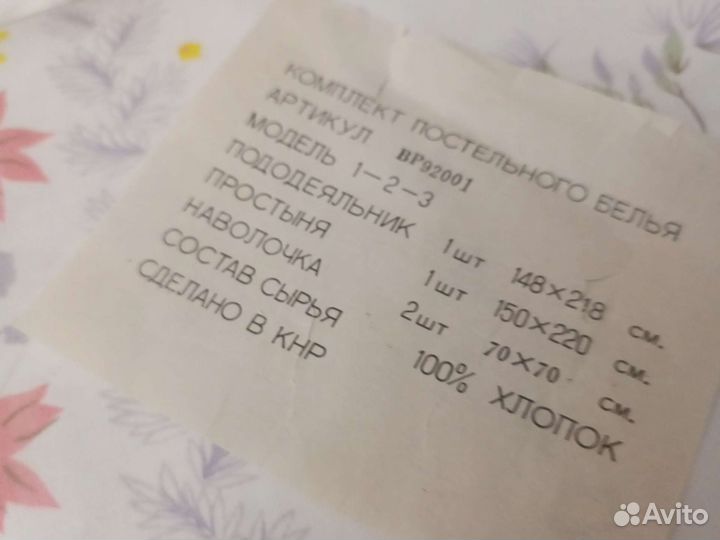 КОМПЛЕКТ ПОСТЕЛЬНОГО БЕЛЬЯ
АРТИКУЛ BP92001
МОДЕЛЬ 1-2-3
ПОДОДЕЯЛЬНИК 1шт 148×218 см.
ПРОСТЫНЯ 1шт 150×220 см.
НАВОЛОЧКА 2шт 70×70 см.
СОСТАВ СЫРЬЯ 100% ХЛОПОК
СДЕЛАНО В КНР
Avito